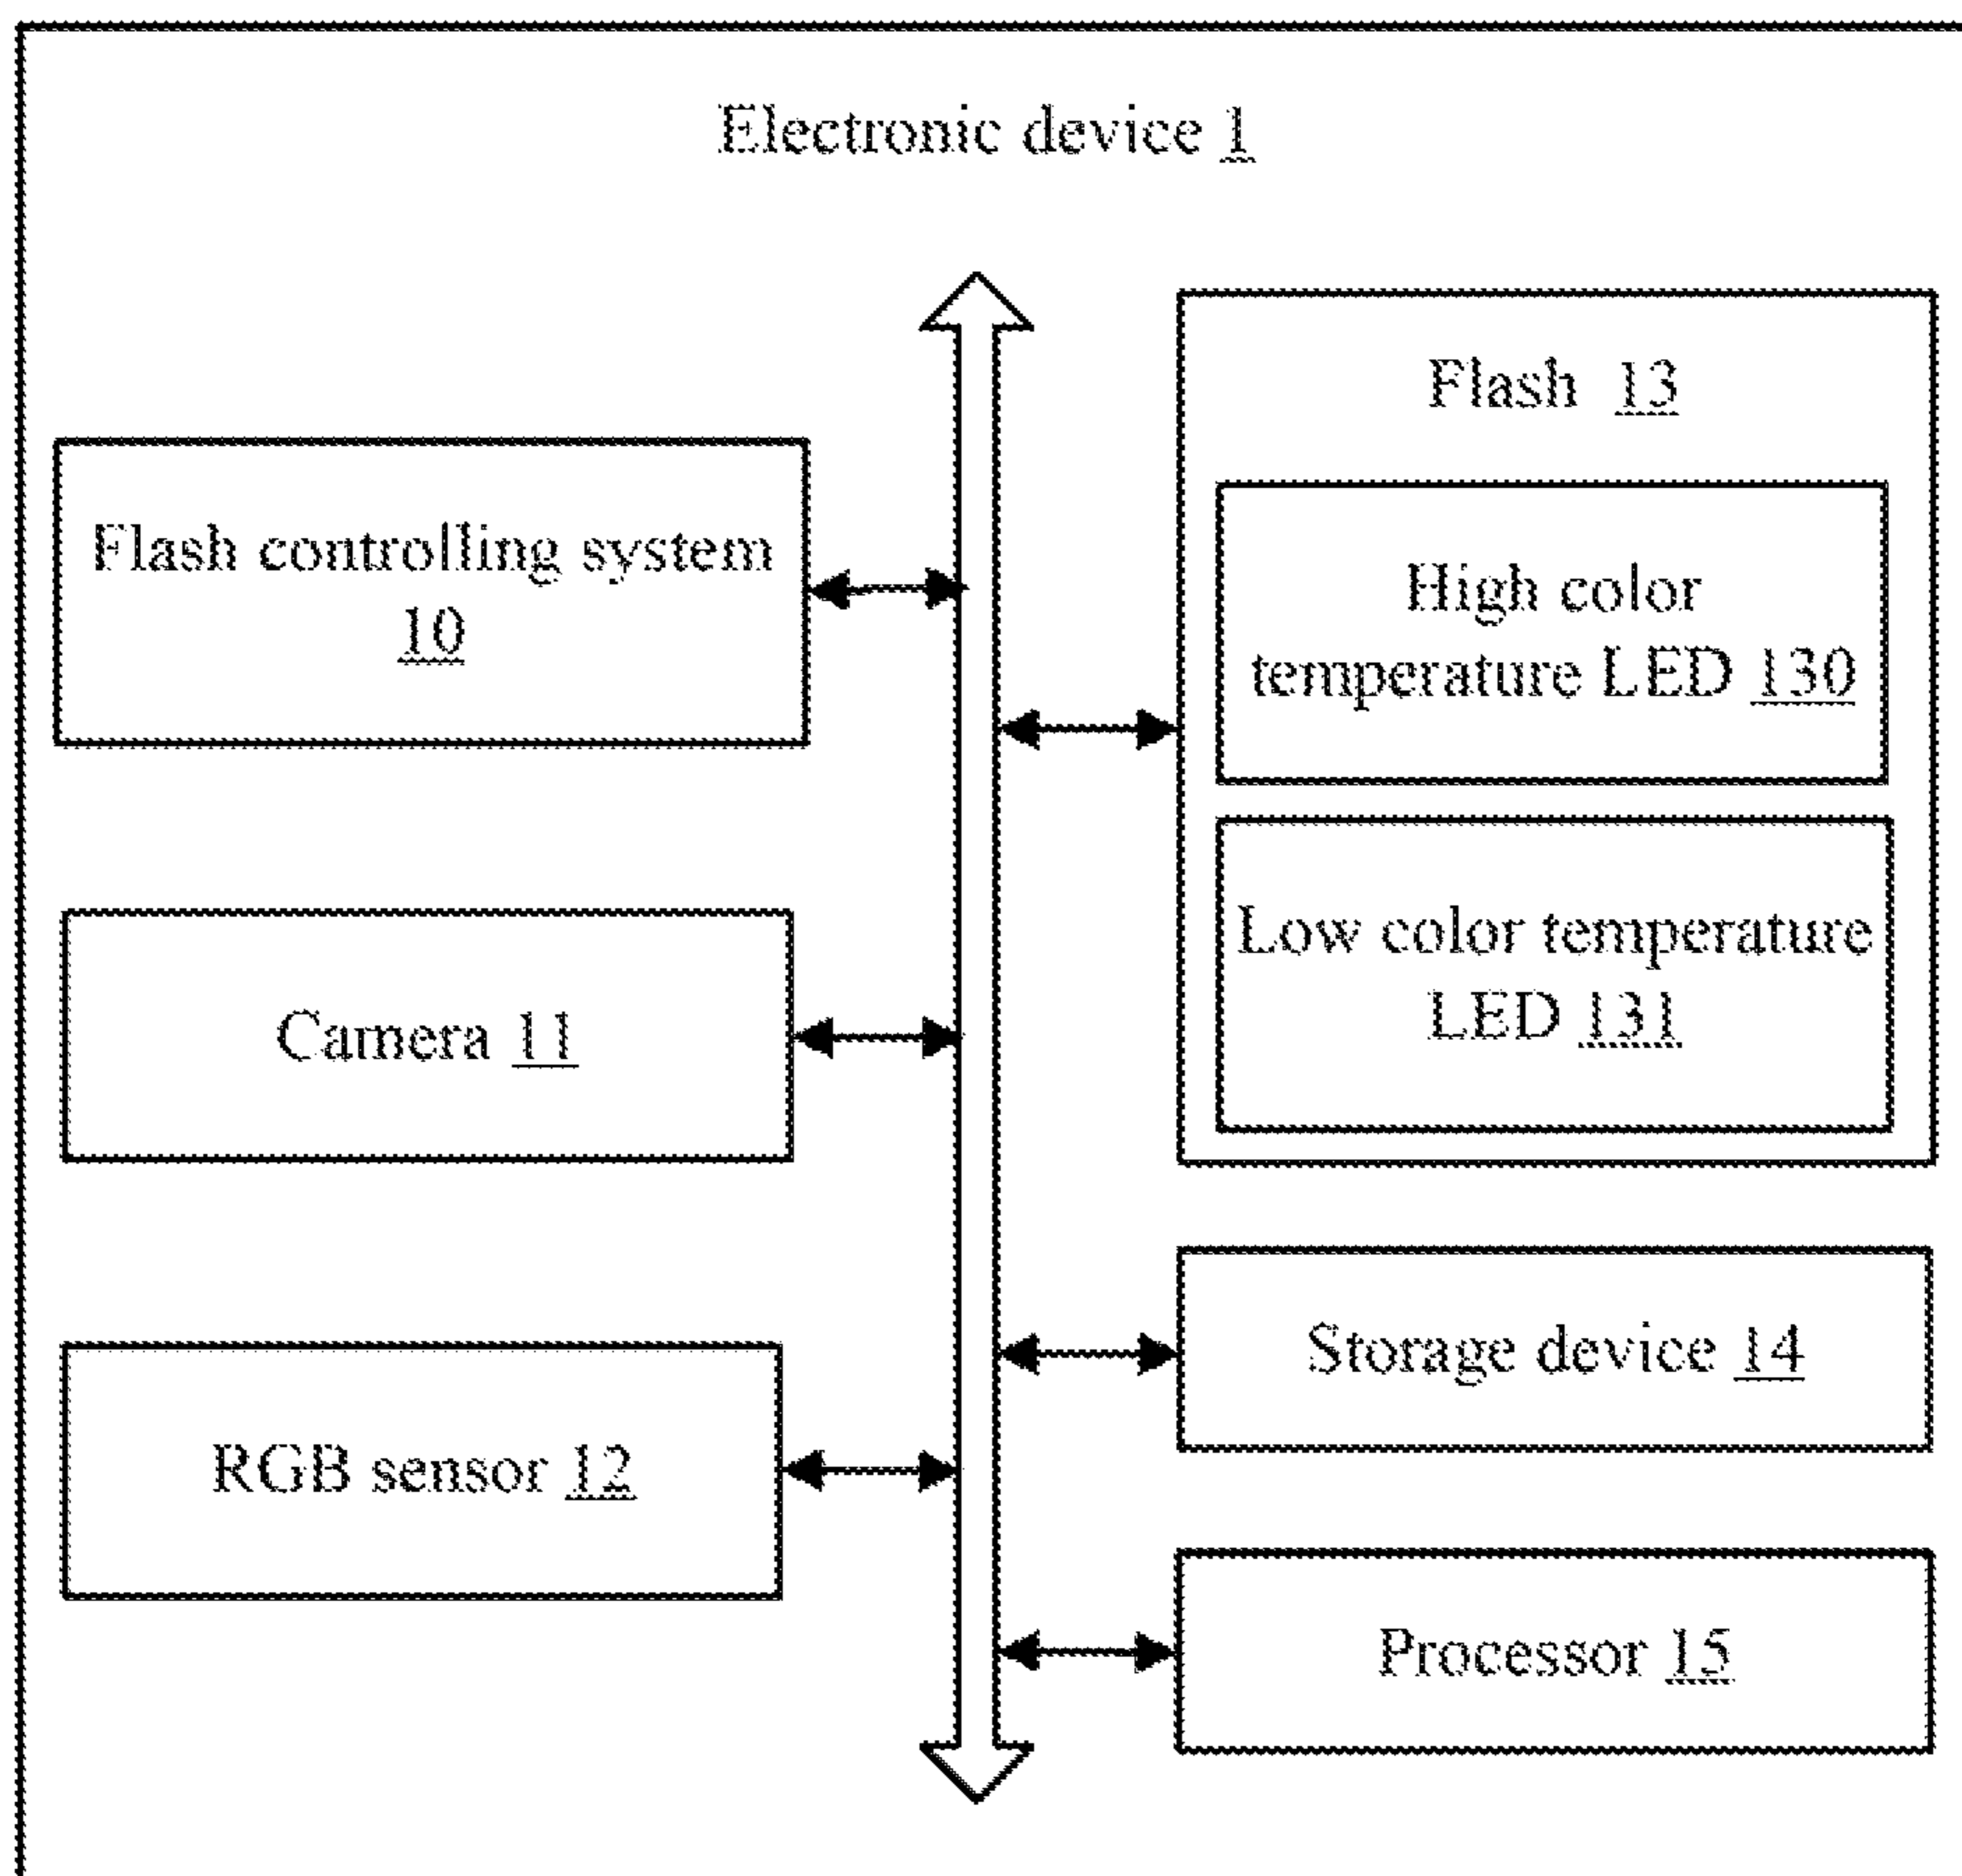 Electronic device 1
Flash controlling system
10
Camera 11
RGB sensor 12
Flash 13
High color
temperature LED 130
Low color temperature
LED 131
Storage device 14
Processor 15